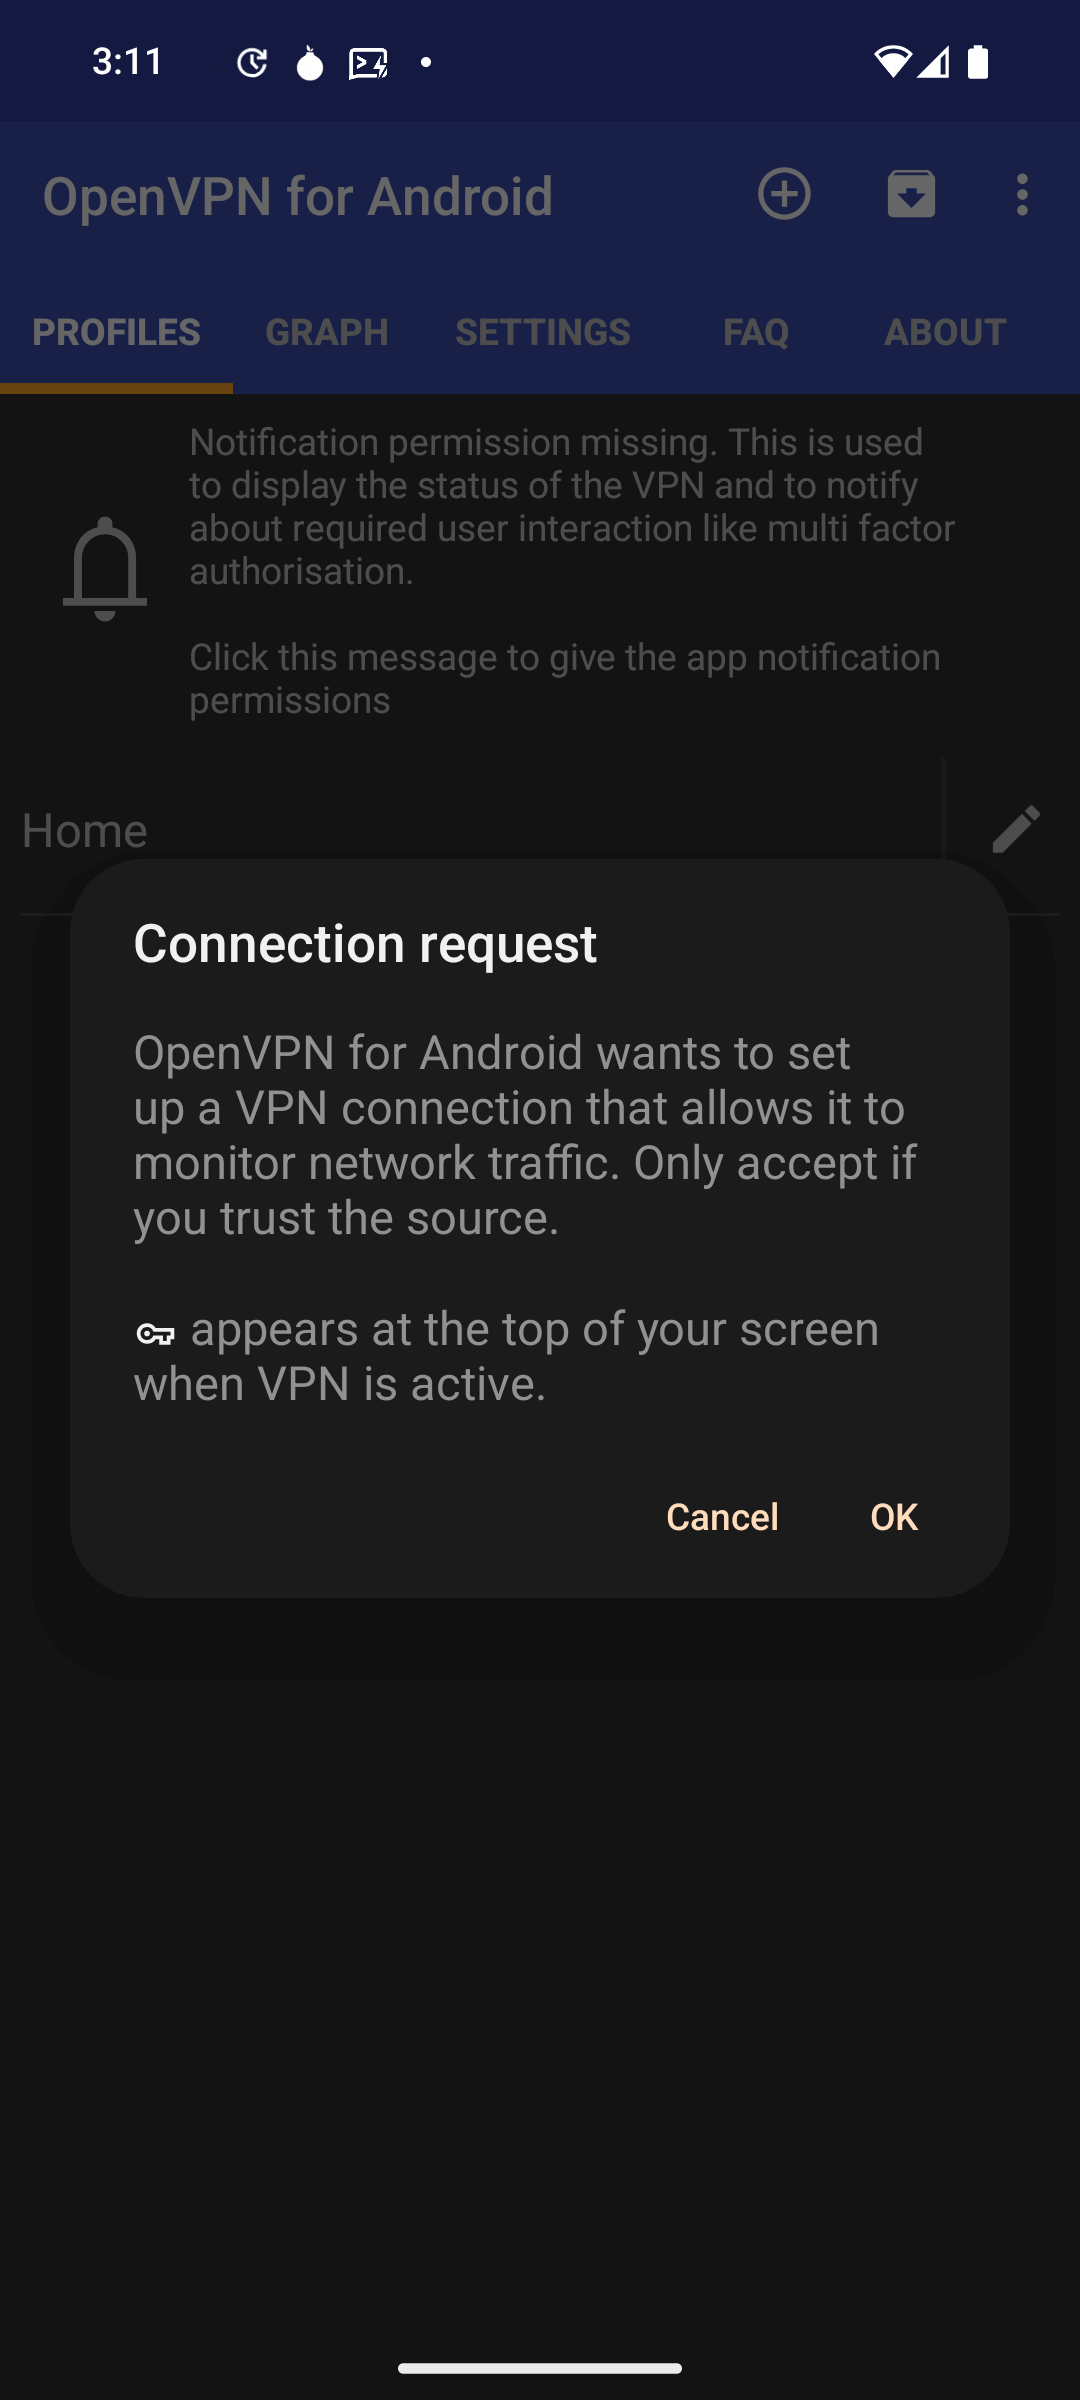 3:11
OpenVPN for Android
PROFILES GRAPH SETTINGS FAQ ABOUT
Notification permission missing. This is used
to display the status of the VPN and to notify
about required user interaction like multi factor
authorisation.
Click this message to give the app notification
permissions
Home
Connection request
OpenVPN for Android wants to set
up a VPN connection that allows it to
monitor network traffic. Only accept if
you trust the source.
appears at the top of your screen
when VPN is active.
Cancel OK